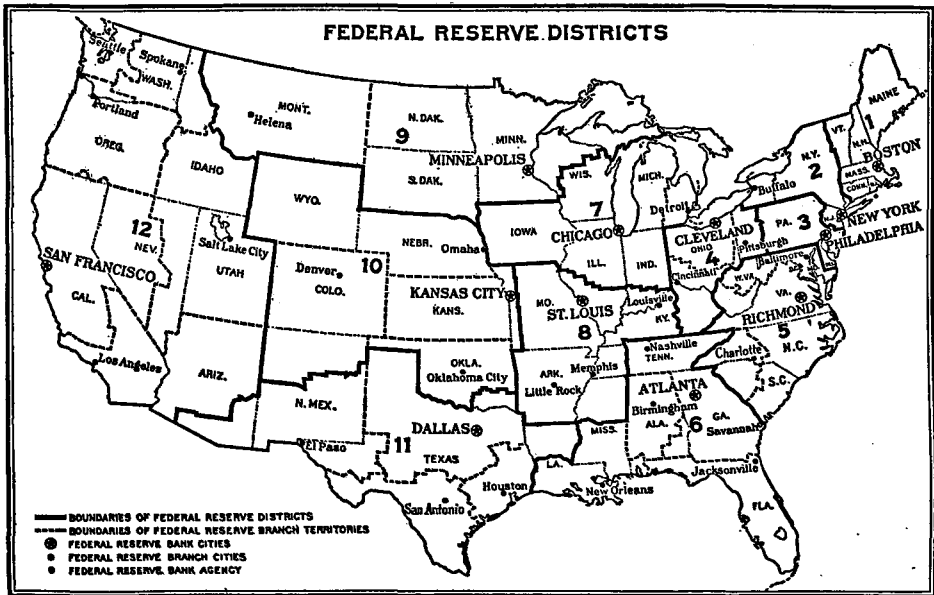 FEDERAL RESERVE DISTRICTS
Seattle
Spokane
WASH.
Portland
OREG.
IDAHO
MONT.
Helena
N. DAK.
9
S. DAK.
MINN.
MINNEAPOLIS
WIS.
MICH.
7
Detroit
MAINE
VT.
N.H.
1
BOSTON
MASS.
CONN.
N.Y.
2
Buffalo
NEW YORK
PA.
3
N.J.
PHILADELPHIA
WYO.
12
NEV.
SAN FRANCISCO
CAL.
Los Angeles
Salt Lake City
UTAH
ARIZ.
NEBR.
Omaha
10
Denver
COLO.
KANSAS CITY
KANS.
IOWA
CHICAGO
ILL.
IND.
CLEVELAND
OHIO
4
Pittsburgh
Cincinnati
Baltimore
W.VA.
VA.
RICHMOND
5
N.C.
Charlotte
S.C.
MO.
ST. LOUIS
8
Louisville
KY.
Nashville
TENN.
Memphis
ARK.
Little Rock
OKLA.
Oklahoma City
N. MEX.
El Paso
DALLAS
11
TEXAS
Houston
San Antonio
LA.
New Orleans
MISS.
ATLANTA
Birmingham
ALA.
6
GA.
Savannah
Jacksonville
FLA.
BOUNDARIES OF FEDERAL RESERVE DISTRICTS
BOUNDARIES OF FEDERAL RESERVE BRANCH TERRITORIES
FEDERAL RESERVE BANK CITIES
FEDERAL RESERVE BRANCH CITIES
FEDERAL RESERVE BANK AGENCY